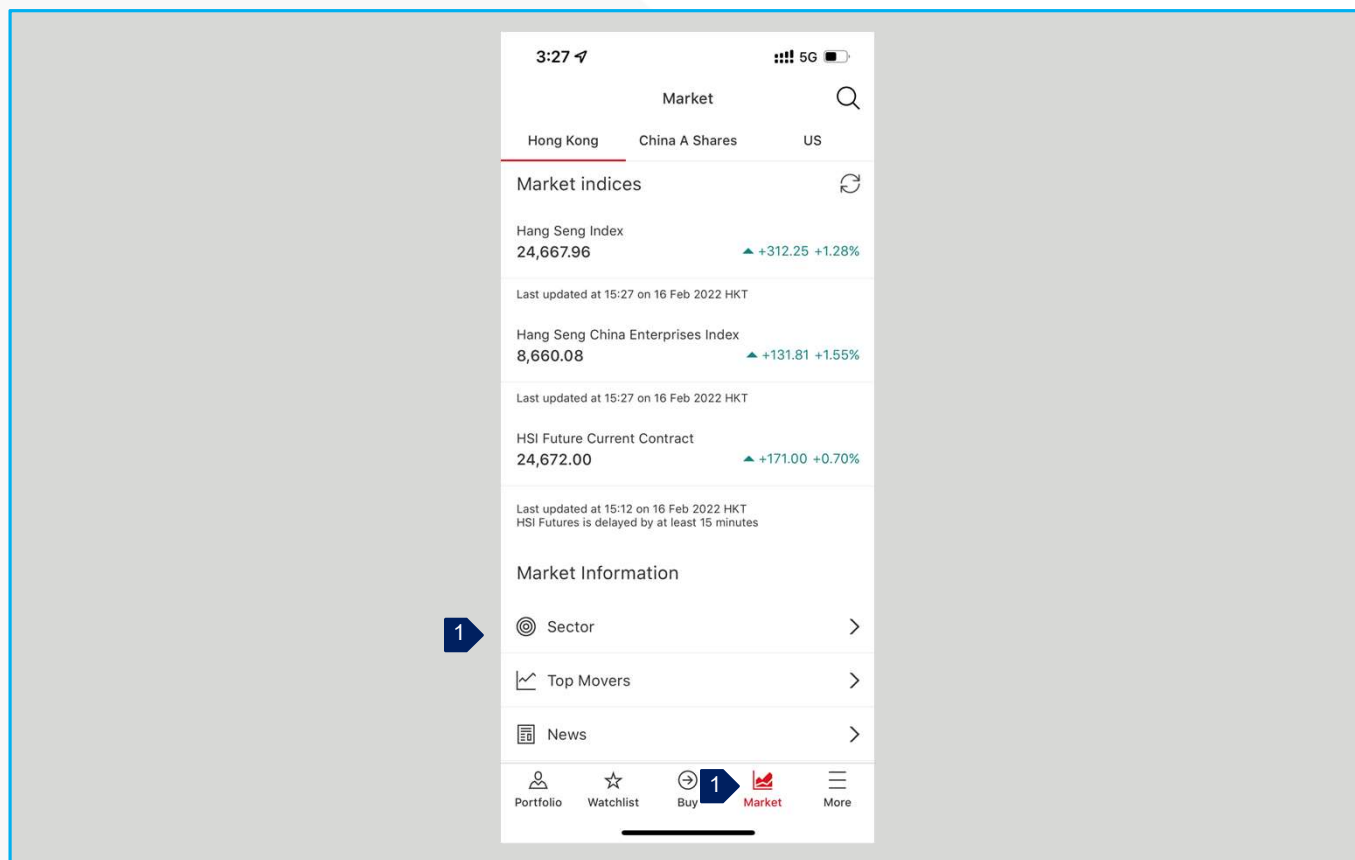 3:27
5G
Market
Hong Kong China A Shares US
Market indices
Hang Seng Index
24,667.96 +312.25 +1.28%
Last updated at 15:27 on 16 Feb 2022 HKT
Hang Seng China Enterprises Index
8,660.08 +131.81 +1.55%
Last updated at 15:27 on 16 Feb 2022 HKT
HSI Future Current Contract
24,672.00 +171.00 +0.70%
Last updated at 15:12 on 16 Feb 2022 HKT
HSI Futures is delayed by at least 15 minutes
Market Information
1 Sector
Top Movers
News
1
Portfolio Watchlist Buy Market More